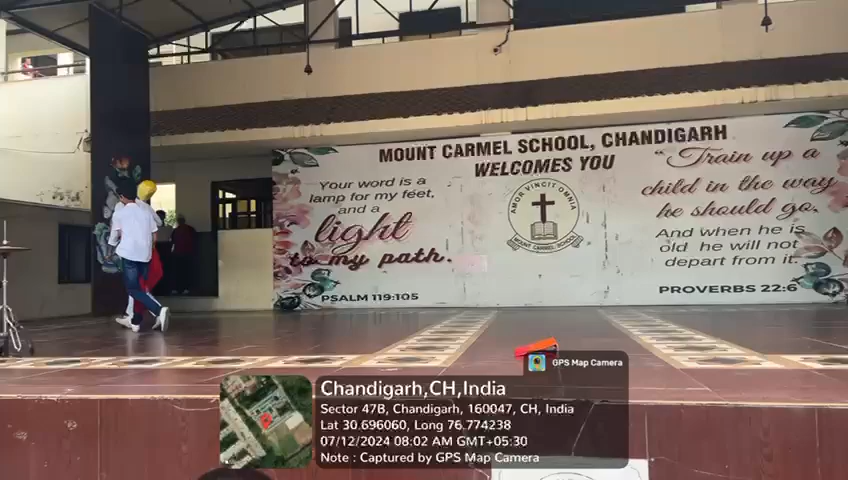 MOUNT CARMEL SCHOOL, CHANDIGARH
WELCOMES YOU
Your word is a
lamp for my feet,
and a
light
to my path.
PSALM 119:105
AMOR VINCIT OMNIA
MOUNT CARMEL
"Train up a
child in the way
he should go.
And when he is
old he will not
depart from it."
PROVERBS 22:6
GPS Map Camera
Chandigarh,CH,India
Sector 47B, Chandigarh, 160047, CH, India
Lat 30.696060, Long 76.774238
07/12/2024 08:02 AM GMT+05:30
Note : Captured by GPS Map Camera